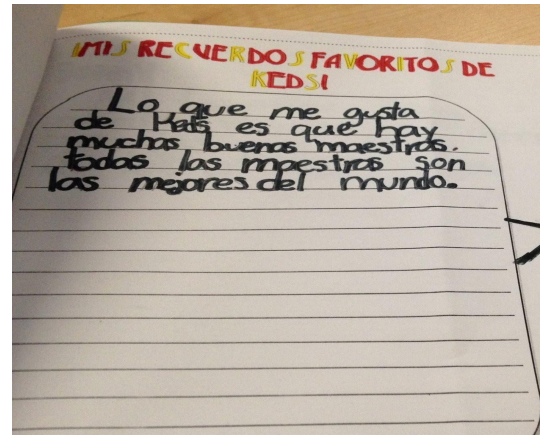 ¡MIS RECUERDOS FAVORITOS DE
KEDS!
Lo que me gusta
de Kats es que hay
muchas buenas maestras.
todas las maestras son
las mejores del mundo.